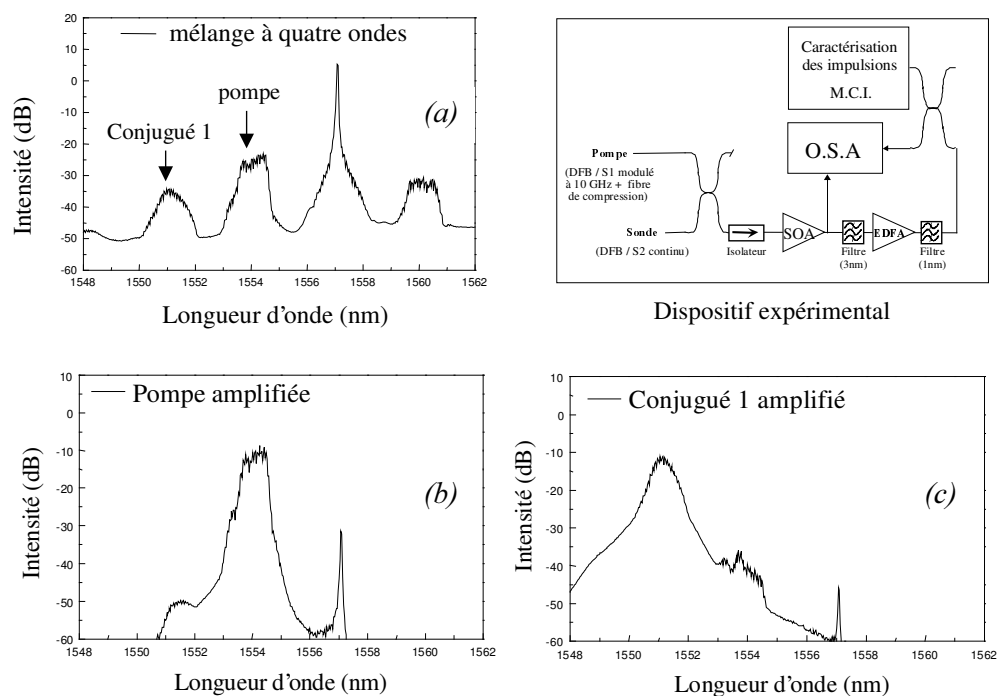 mélange à quatre ondes
pompe
Conjugué 1
(a)
Intensité (dB)
20
10
0
-10
-20
-30
-40
-50
-60
1548 1550 1552 1554 1556 1558 1560 1562
Longueur d'onde (nm)
Caractérisation
des impulsions
M.C.I.
O.S.A
Pompe
(DFB / S1 modulé
à 10 GHz + fibre
de compression)
Sonde
(DFB / S2 continu)
Isolateur
SOA
Filtre
(3nm)
EDFA
Filtre
(1nm)
Dispositif expérimental
Pompe amplifiée
(b)
Intensité (dB)
10
0
-10
-20
-30
-40
-50
-60
1548 1550 1552 1554 1556 1558 1560 1562
Longueur d'onde (nm)
Conjugué 1 amplifié
(c)
Intensité (dB)
10
0
-10
-20
-30
-40
-50
-60
1548 1550 1552 1554 1556 1558 1560 1562
Longueur d'onde (nm)